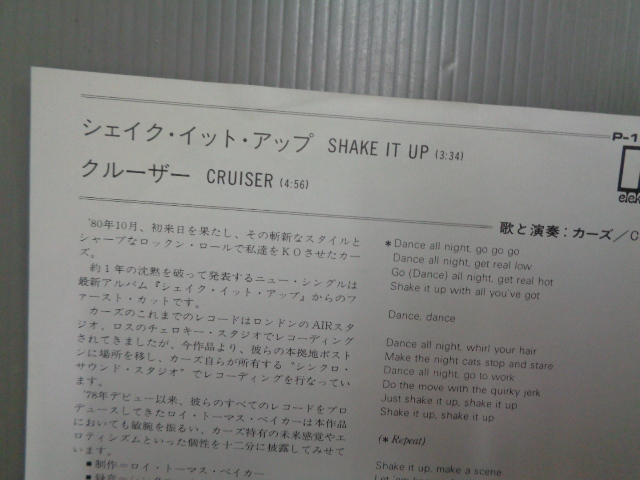 P-1
シェイク・イット・アップ SHAKE IT UP (3:34)
クルーザー CRUISER (4:56)
elek
歌と演奏:カーズ/C
'80年10月、初来日を果たし、その斬新なスタイルと
シャープなロックン・ロールで私達をKOさせたカー
ズ。
約1年の沈黙を破って発表するニュー・シングルは
最新アルバム『シェイク・イット・アップ』からのフ
ァースト・カットです。
カーズのこれまでのレコードはロンドンのAIRスタ
ジオ、ロスのチェロキー・スタジオでレコーディング
されてきましたが、今作品より、彼らの本拠地ボスト
ンに場所を移し、カーズ自らが所有する“シンクロ・
サウンド・スタジオ”でレコーディングを行なってい
ます。
'78年デビュー以来、彼らのすべてのレコードをプロ
デュースしてきたロイ・トーマス・ベイカーは本作品
においても敏腕を振るい、カーズ特有の未来感覚やエ
ロティシズムといった個性を十二分に披露してみせて
います。
■制作=ロイ・トーマス・ベイカー
* Dance all night, go go go
Dance all night, get real low
Go (Dance) all night, get real hot
Shake it up with all you've got
Dance, dance
Dance all night, whirl your hair
Make the night cats stop and stare
Dance all night, go to work
Do the move with the quirky jerk
Just shake it up, shake it up
Shake it up, shake it up
(* Repeat)
Shake it up, make a scene